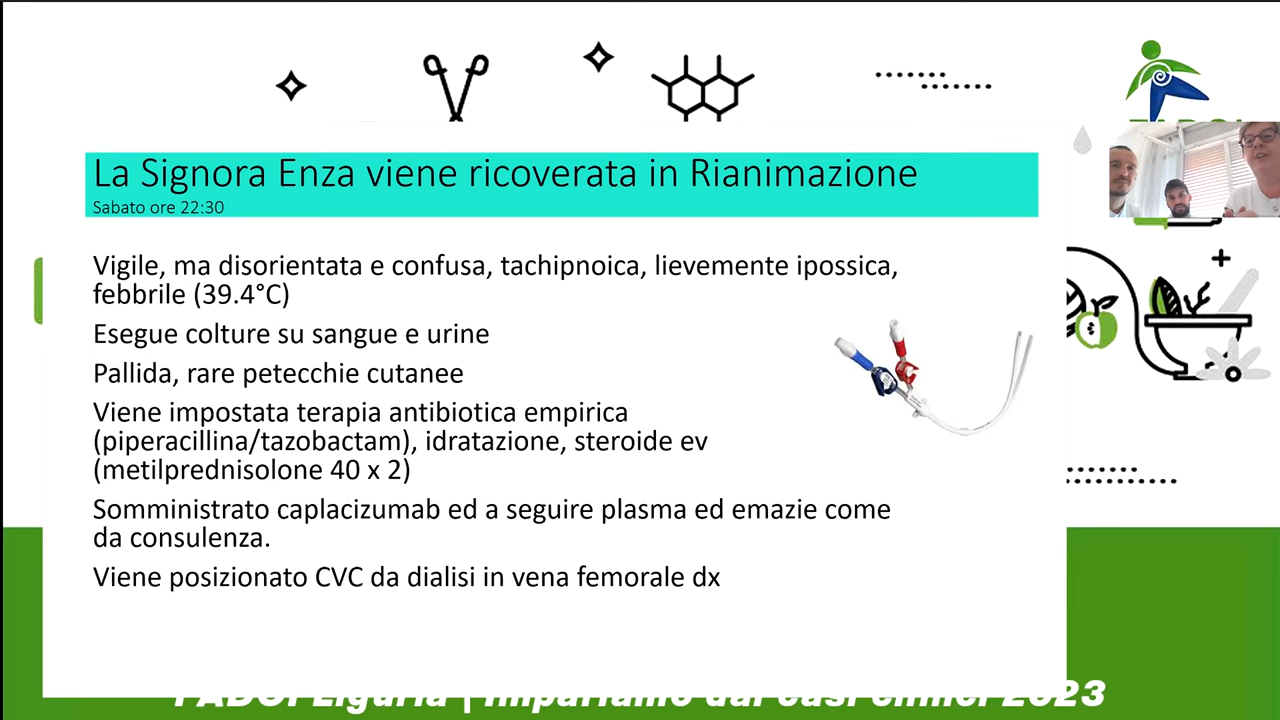 La Signora Enza viene ricoverata in Rianimazione
Sabato ore 22:30
Vigile, ma disorientata e confusa, tachipnoica, lievemente ipossica,
febbrile (39.4°C)
Esegue colture su sangue e urine
Pallida, rare petecchie cutanee
Viene impostata terapia antibiotica empirica
(piperacillina/tazobactam), idratazione, steroide ev
(metilprednisolone 40 x 2)
Somministrato caplacizumab ed a seguire plasma ed emazie come
da consulenza.
Viene posizionato CVC da dialisi in vena femorale dx
FADOI Liguria | Impariamo dai casi clinici 2023